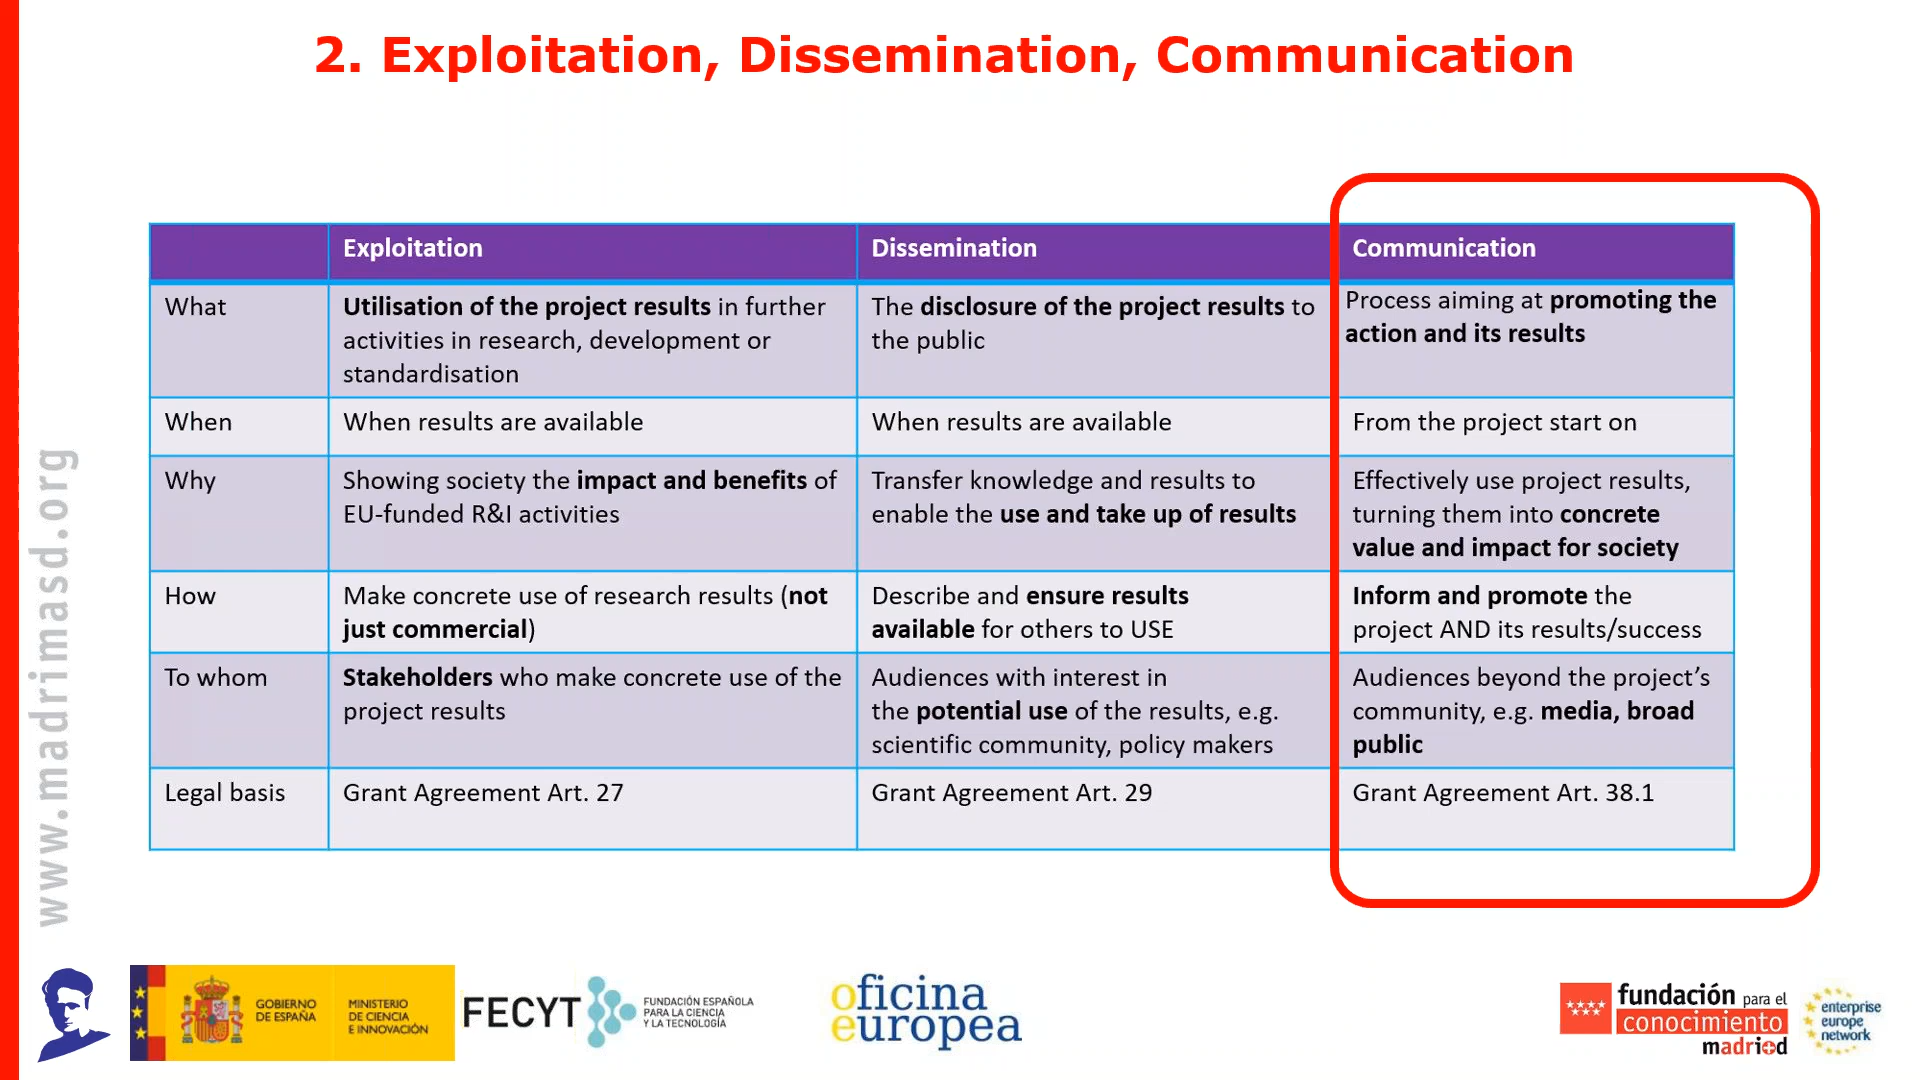 2. Exploitation, Dissemination, Communication
Exploitation
Dissemination
Communication
What
Utilisation of the project results in further
activities in research, development or
standardisation
The disclosure of the project results to
the public
Process aiming at promoting the
action and its results
When
When results are available
When results are available
From the project start on
Why
Showing society the impact and benefits of
EU-funded R&I activities
Transfer knowledge and results to
enable the use and take up of results
Effectively use project results,
turning them into concrete
value and impact for society
How
Make concrete use of research results (not
just commercial)
Describe and ensure results
available for others to USE
Inform and promote the
project AND its results/success
To whom
Stakeholders who make concrete use of the
project results
Audiences with interest in
the potential use of the results, e.g.
scientific community, policy makers
Audiences beyond the project’s
community, e.g. media, broad
public
Legal basis
Grant Agreement Art. 27
Grant Agreement Art. 29
Grant Agreement Art. 38.1
www.madrimasd.org
GOBIERNO
DE ESPAÑA
MINISTERIO
DE CIENCIA
E INNOVACIÓN
FECYT
FUNDACIÓN ESPAÑOLA
PARA LA CIENCIA
Y LA TECNOLOGÍA
oficina
europea
fundación para el
conocimiento
madri+d
enterprise
europe
network